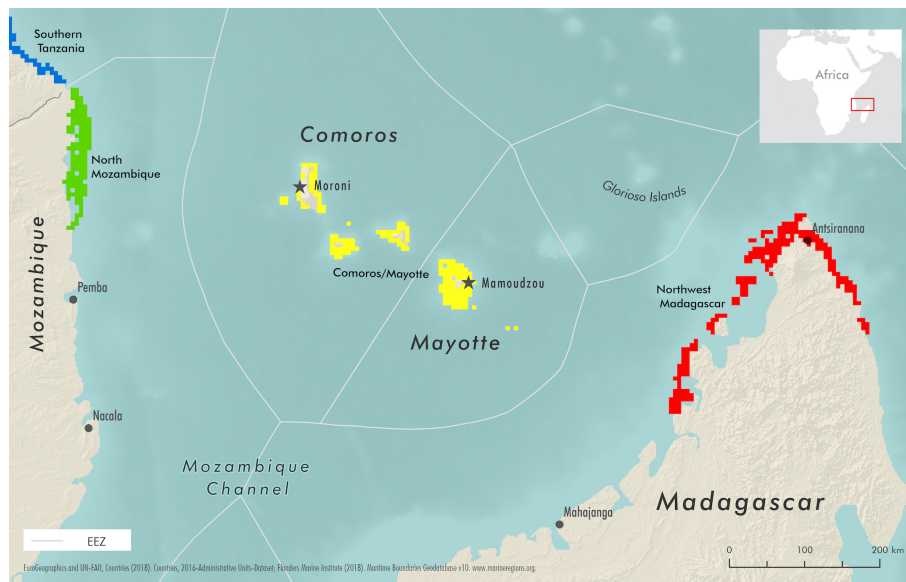 Southern
Tanzania
Africa
Comoros
North
Mozambique
Moroni
Glorioso Islands
Antsiranana
Mozambique
Comoros/Mayotte
Mamoudzou
Northwest
Madagascar
Pemba
Mayotte
Nacala
Mozambique
Channel
Madagascar
Mahajanga
EEZ
0 100 200 km
EuroGeographics and UN-FAO, Countries (2018). Countries, 2016-Administrative Units-Dataset; Flanders Marine Institute (2018). Maritime Boundaries Geodatabase v10. www.marineregions.org.